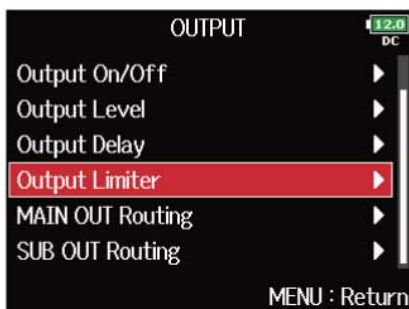 OUTPUT
12.0
DC
Output On/Off
Output Level
Output Delay
Output Limiter
MAIN OUT Routing
SUB OUT Routing
MENU : Return